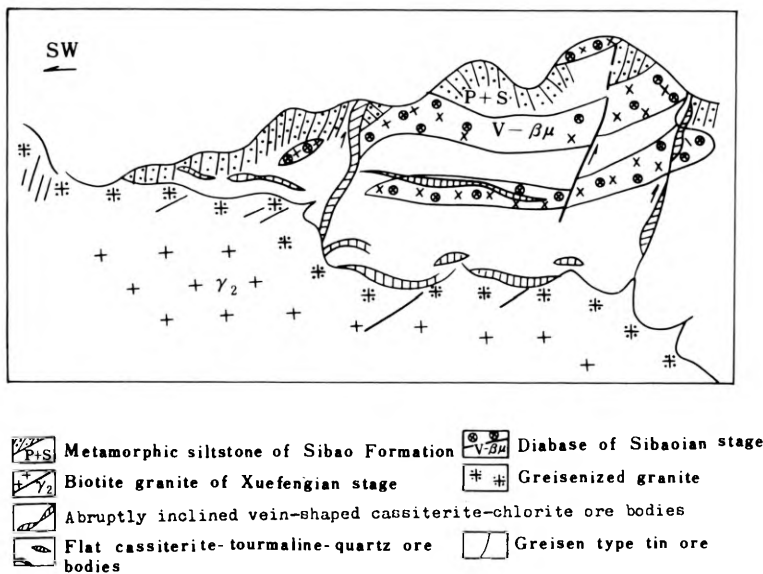 SW
P+S
V-βμ
γ2
P+S Metamorphic siltstone of Sibao Formation
V-βμ Diabase of Sibaoian stage
γ2 Biotite granite of Xuefengian stage
Greisenized granite
Abruptly inclined vein-shaped cassiterite-chlorite ore bodies
Flat cassiterite-tourmaline-quartz ore
bodies
Greisen type tin ore